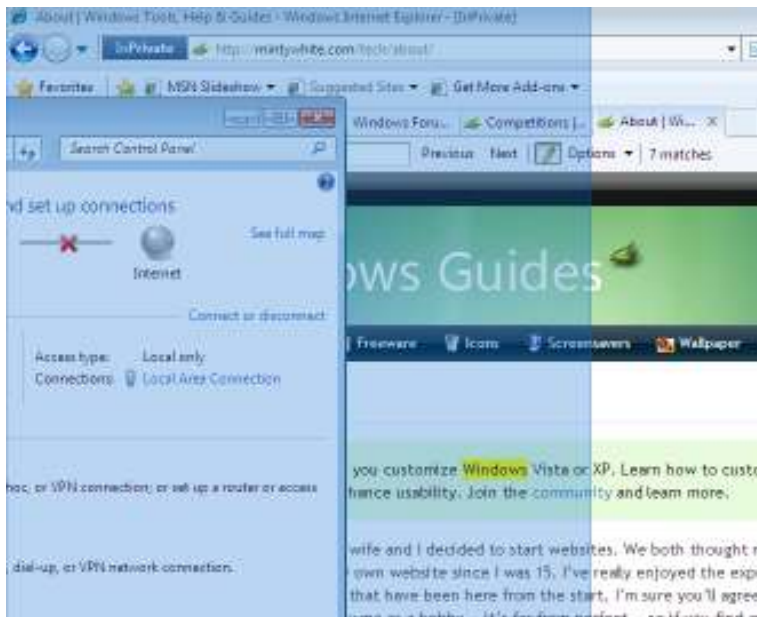 About | Windows Tools, Help & Guides - Windows Internet Explorer - [InPrivate]
InPrivate http: mintywhite.com/tech/about/
Favorites MSN Slideshow Suggested Sites Get More Add-ons
Windows Foru... Competitions |... About | Wi... X
Search Control Panel
Previous Next Options 7 matches
nd set up connections
See full map
Internet
ows Guides
Connect or disconnect
Freeware Icons Screensavers Wallpaper
Access type: Local only
Connections: Local Area Connection
you customize Windows Vista or XP. Learn how to custo
hance usability. Join the community and learn more.
hoc, or VPN connection; or set up a router or access
wife and I decided to start websites. We both thought
, dial-up, or VPN network connection.
own website since I was 15. I've really enjoyed the exp
that have been here from the start, I'm sure you'll agree